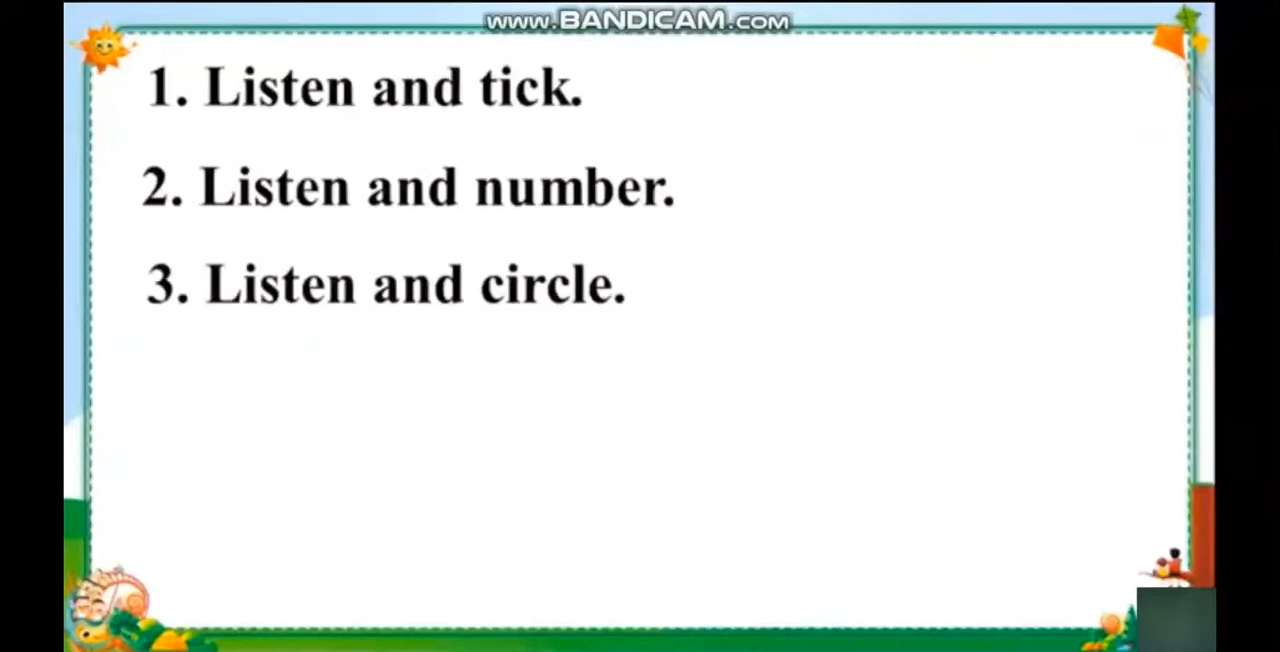 www.BANDICAM.com
1. Listen and tick.
2. Listen and number.
3. Listen and circle.